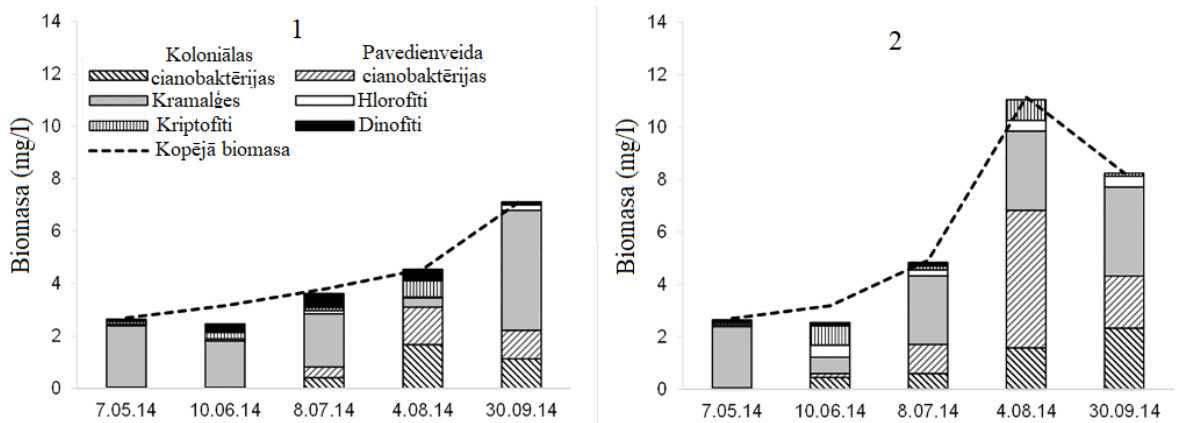 14
12
10
8
6
4
2
0
Biomasa (mg/l)
1
Koloniālas
cianobaktērijas
Pavedienveida
cianobaktērijas
Kramaļģes
Hlorofīti
Kriptofīti
Dinofīti
Kopējā biomasa
7.05.14 10.06.14 8.07.14 4.08.14 30.09.14
14
12
10
8
6
4
2
0
Biomasa (mg/l)
2
7.05.14 10.06.14 8.07.14 4.08.14 30.09.14